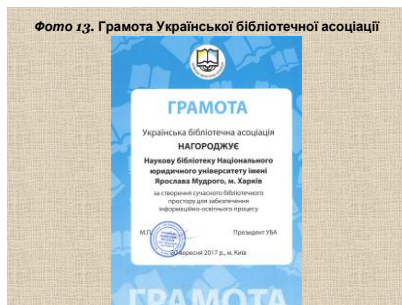 Фото 13. Грамота Української бібліотечної асоціації
ГРАМОТА
Українська бібліотечна асоціація
НАГОРОДЖУЄ
Наукову бібліотеку Національного
юридичного університету імені
Ярослава Мудрого, м. Харків
за створення сучасного бібліотечного
простору для забезпечення
інформаційно-освітнього процесу
М.П.
Президент УБА
вересня 2017 р., м. Київ
ГРАМОТА